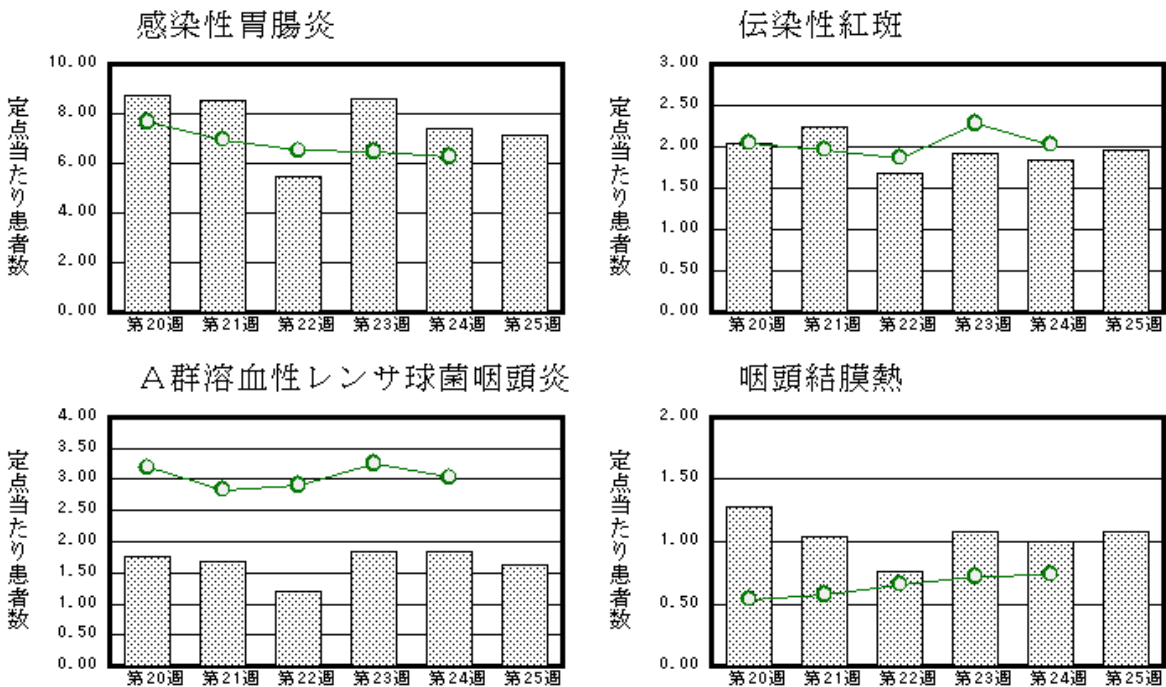 感染性胃腸炎
定点当たり患者数
10.00
8.00
6.00
4.00
2.00
0.00
第20週 第21週 第22週 第23週 第24週 第25週
伝染性紅斑
定点当たり患者数
3.00
2.50
2.00
1.50
1.00
0.50
0.00
第20週 第21週 第22週 第23週 第24週 第25週
A群溶血性レンサ球菌咽頭炎
定点当たり患者数
4.00
3.50
3.00
2.50
2.00
1.50
1.00
0.50
0.00
第20週 第21週 第22週 第23週 第24週 第25週
咽頭結膜熱
定点当たり患者数
2.00
1.50
1.00
0.50
0.00
第20週 第21週 第22週 第23週 第24週 第25週